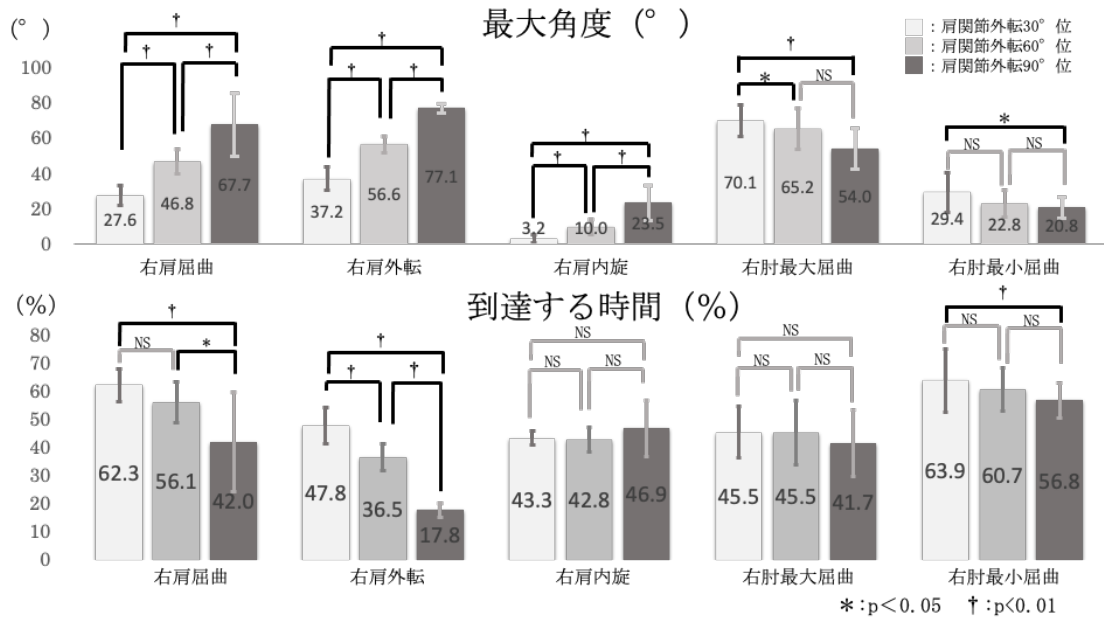 最大角度（°）
（°）
：肩関節外転30°位
：肩関節外転60°位
：肩関節外転90°位
† † †
† † †
† † †
† * NS
* NS NS
100
80
60
40
20
0
27.6 46.8 67.7
37.2 56.6 77.1
3.2 10.0 23.5
70.1 65.2 54.0
29.4 22.8 20.8
右肩屈曲 右肩外転 右肩内旋 右肘最大屈曲 右肘最小屈曲
到達する時間（%）
（%）
† NS *
† † †
NS NS NS
NS NS NS
† NS NS
80
70
60
50
40
30
20
10
0
62.3 56.1 42.0
47.8 36.5 17.8
43.3 42.8 46.9
45.5 45.5 41.7
63.9 60.7 56.8
右肩屈曲 右肩外転 右肩内旋 右肘最大屈曲 右肘最小屈曲
*:p＜0.05 †:p<0.01